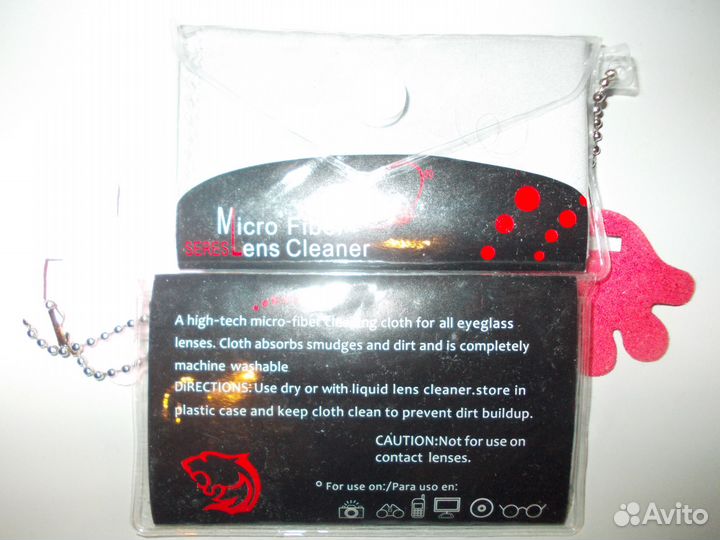 Micro Fiber
SERES Lens Cleaner
A high-tech micro-fiber cleaning cloth for all eyeglass
lenses. Cloth absorbs smudges and dirt and is completely
machine washable
DIRECTIONS: Use dry or with liquid lens cleaner.store in
plastic case and keep cloth clean to prevent dirt buildup.
CAUTION:Not for use on
contact lenses.
° For use on:/Para uso en:
Avito